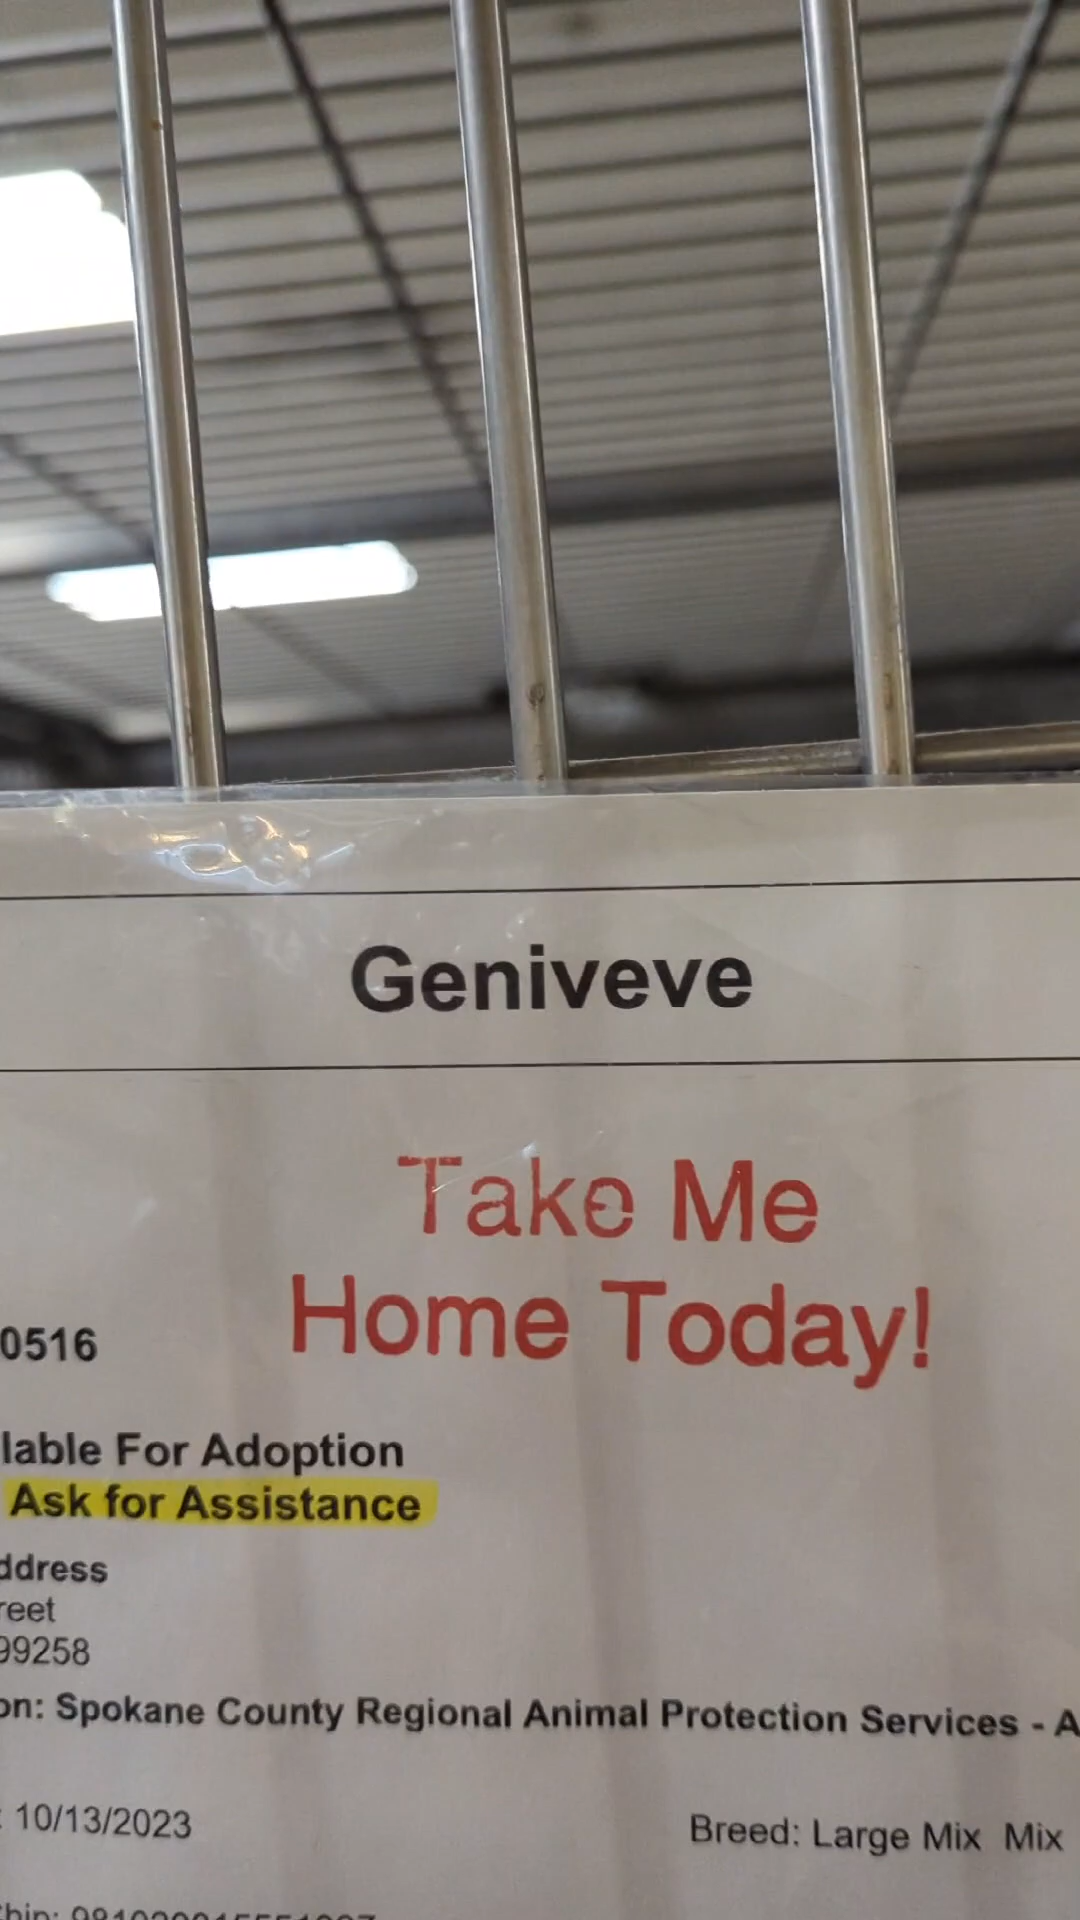 Geniveve
Take Me
Home Today!
0516
lable For Adoption
Ask for Assistance
ddress
reet
99258
on: Spokane County Regional Animal Protection Services - A
: 10/13/2023
Breed: Large Mix Mix